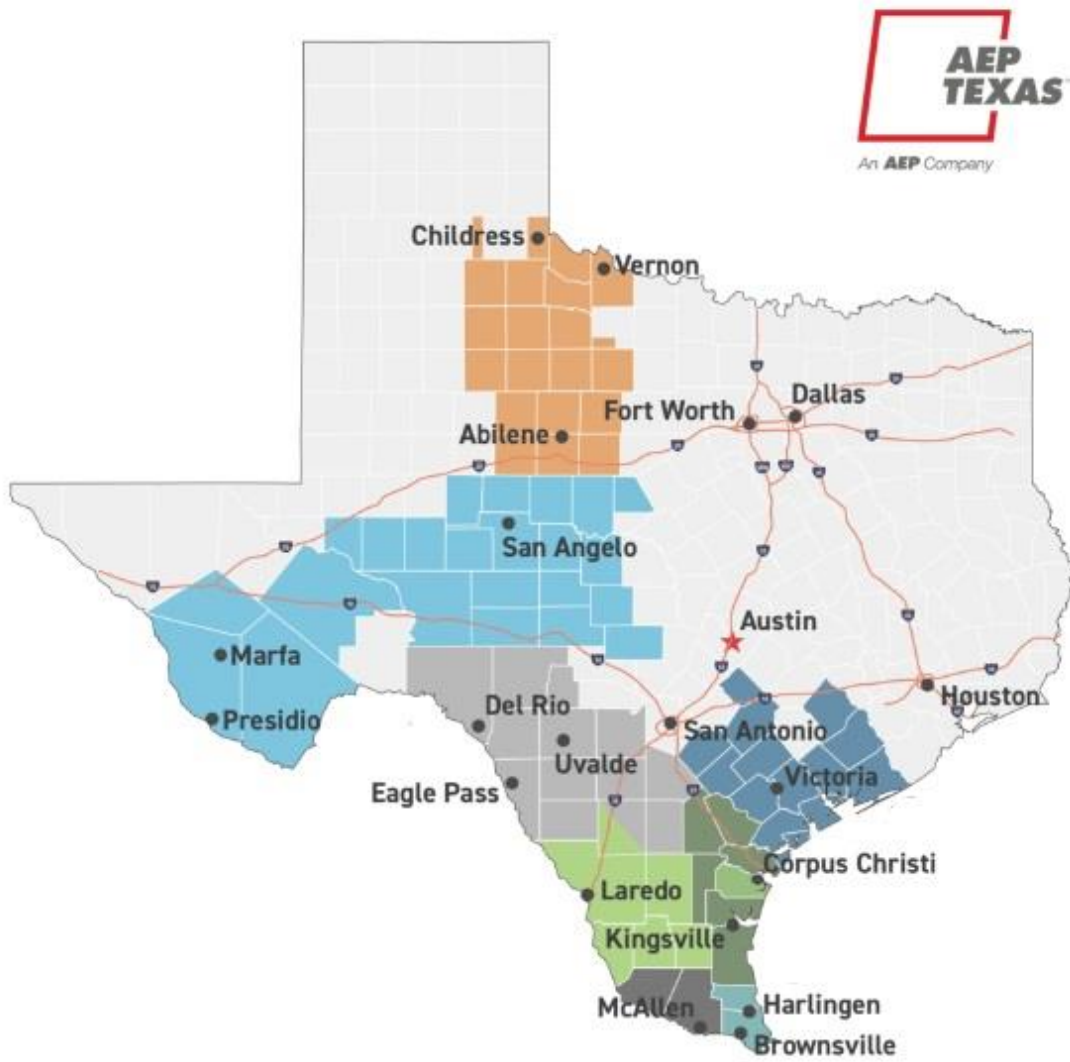 AEP
TEXAS
An AEP Company
Childress
Vernon
Fort Worth
Dallas
Abilene
San Angelo
Austin
Marfa
Houston
Presidio
Del Rio
San Antonio
Uvalde
Victoria
Eagle Pass
Corpus Christi
Laredo
Kingsville
McAllen
Harlingen
Brownsville